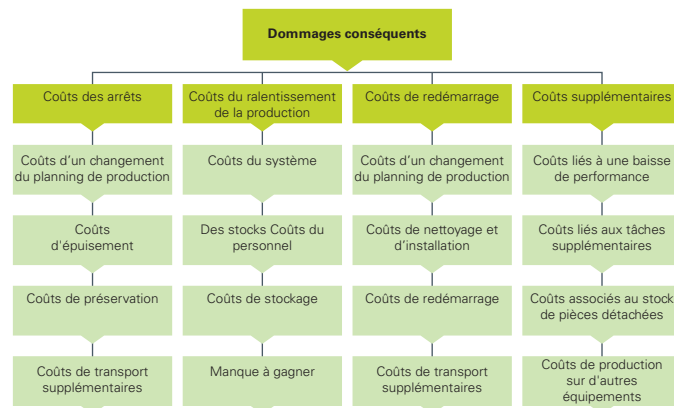 Dommages conséquents
Coûts des arrêts
Coûts du ralentissement
de la production
Coûts de redémarrage
Coûts supplémentaires
Coûts d'un changement
du planning de production
Coûts du système
Coûts d'un changement
du planning de production
Coûts liés à une baisse
de performance
Coûts
d'épuisement
Des stocks Coûts du
personnel
Coûts de nettoyage et
d'installation
Coûts liés aux tâches
supplémentaires
Coûts de préservation
Coûts de stockage
Coûts de redémarrage
Coûts associés au stock
de pièces détachées
Coûts de transport
supplémentaires
Manque à gagner
Coûts de transport
supplémentaires
Coûts de production
sur d'autres
équipements